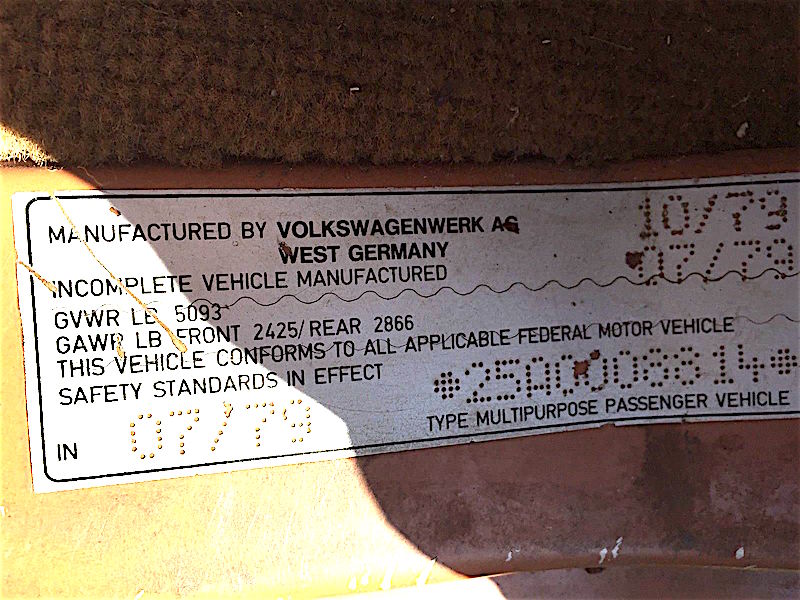 MANUFACTURED BY VOLKSWAGENWERK AG 10/79
WEST GERMANY 07/79
INCOMPLETE VEHICLE MANUFACTURED
GVWR LB 5093
GAWR LB FRONT 2425/REAR 2866
THIS VEHICLE CONFORMS TO ALL APPLICABLE FEDERAL MOTOR VEHICLE
SAFETY STANDARDS IN EFFECT
*25A0008814*
IN 07/79
TYPE MULTIPURPOSE PASSENGER VEHICLE